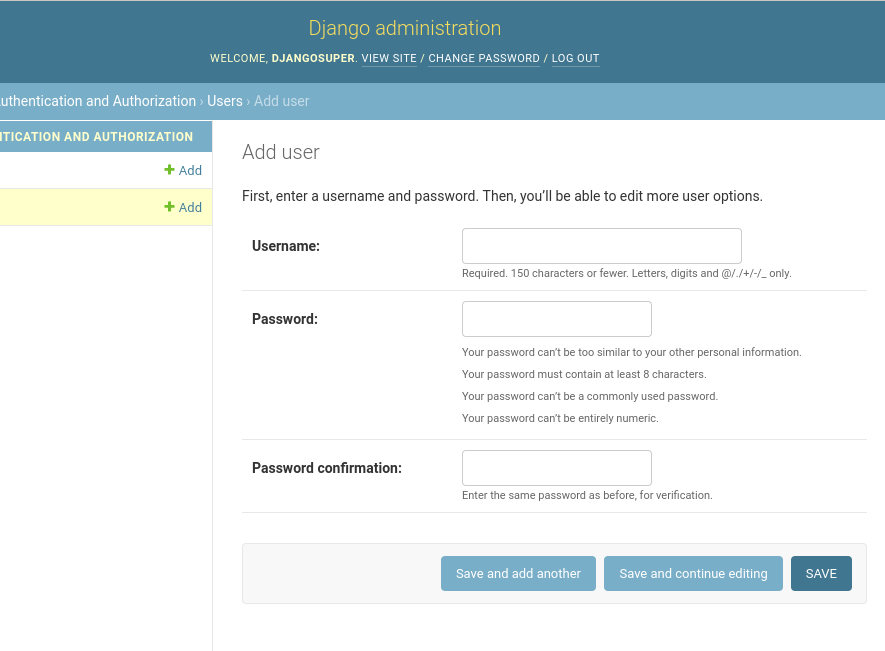 Django administration
WELCOME, DJANGOSUPER. VIEW SITE / CHANGE PASSWORD / LOG OUT
uthentication and Authorization › Users › Add user
NTICATION AND AUTHORIZATION
Add
Add
Add user
First, enter a username and password. Then, you’ll be able to edit more user options.
Username:
Required. 150 characters or fewer. Letters, digits and @/./+/-/_ only.
Password:
Your password can’t be too similar to your other personal information.
Your password must contain at least 8 characters.
Your password can’t be a commonly used password.
Your password can’t be entirely numeric.
Password confirmation:
Enter the same password as before, for verification.
Save and add another
Save and continue editing
SAVE